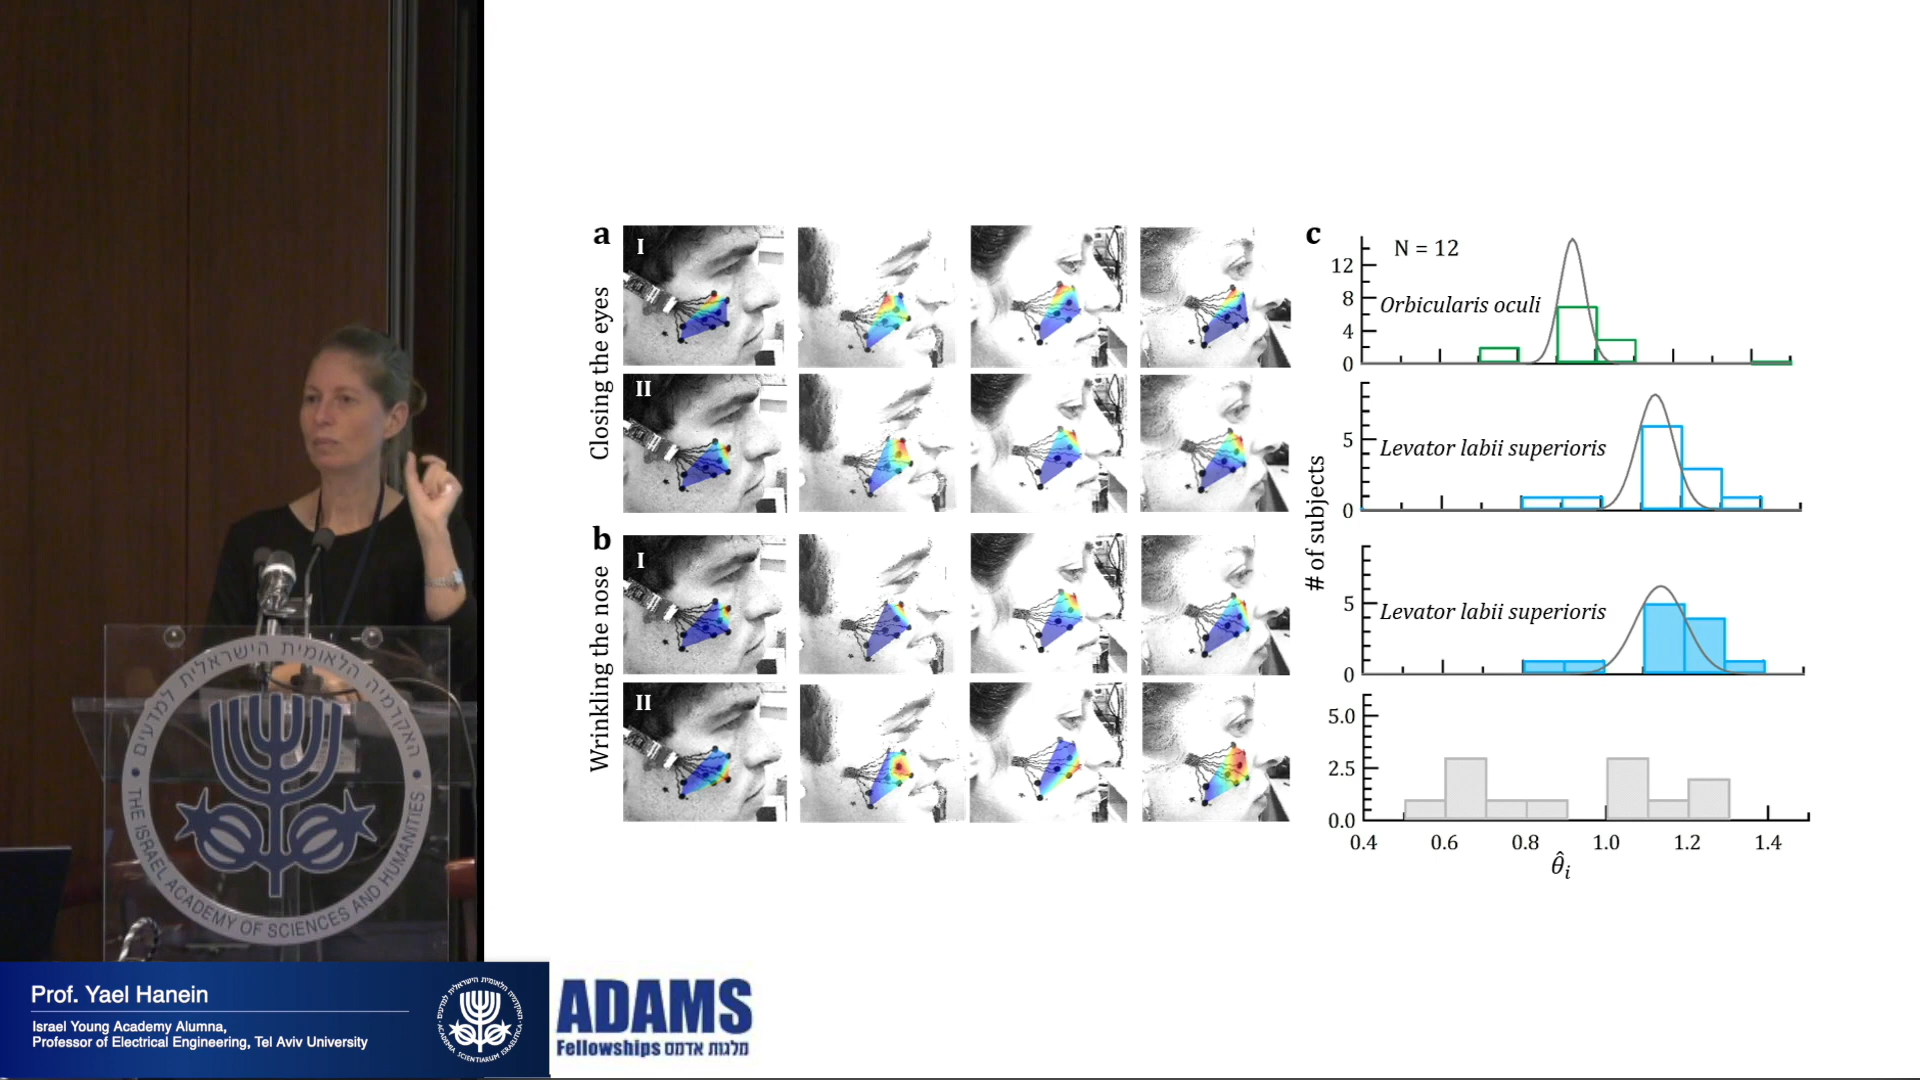 a
I
II
Closing the eyes
b
I
II
Wrinkling the nose
c
N = 12
Orbicularis oculi
12
8
4
0
Levator labii superioris
5
0
# of subjects
Levator labii superioris
5
0
5.0
2.5
0.0
0.4 0.6 0.8 1.0 1.2 1.4
θ̂i
האקדמיה הלאומית הישראלית למדעים
THE ISRAEL ACADEMY OF SCIENCES AND HUMANITIES
Prof. Yael Hanein
Israel Young Academy Alumna,
Professor of Electrical Engineering, Tel Aviv University
ADAMS
Fellowships מלגות אדמס